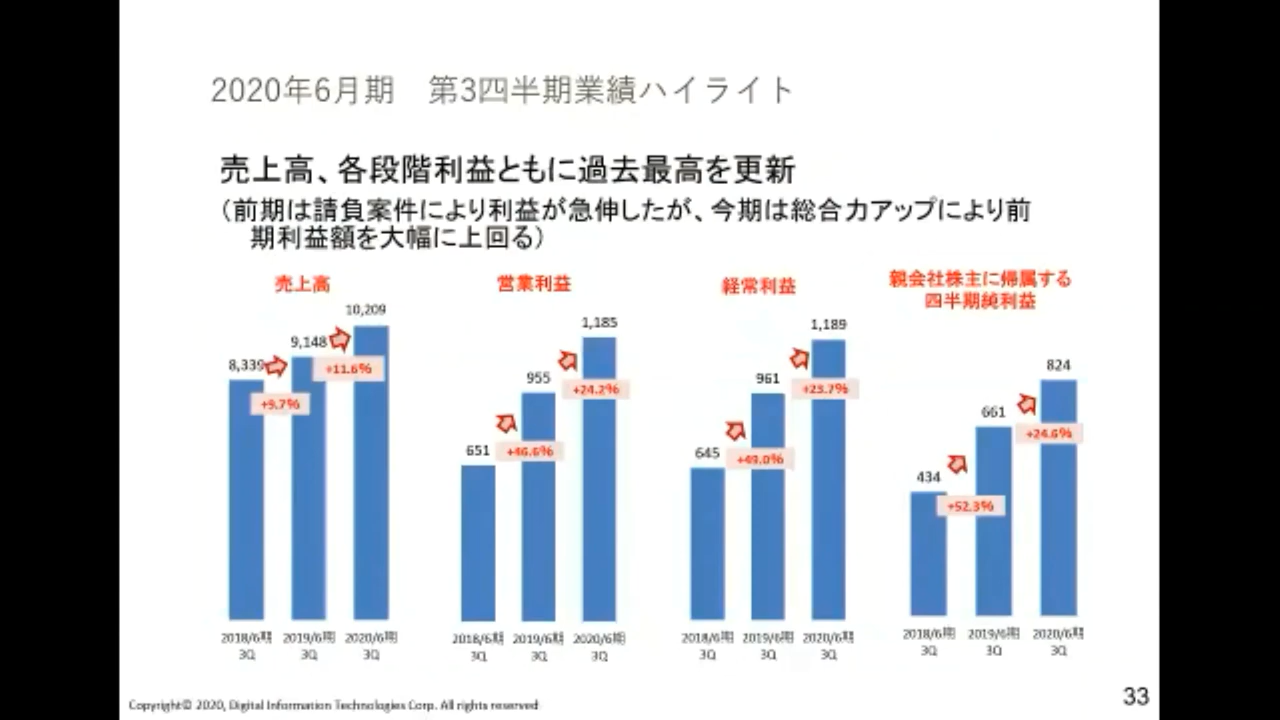 2020年6月期　第3四半期業績ハイライト
売上高、各段階利益ともに過去最高を更新
（前期は請負案件により利益が急伸したが、今期は総合力アップにより前
期利益額を大幅に上回る）
売上高
8,339
9,148
10,209
+9.7%
+11.6%
2018/6期 2019/6期 2020/6期
3Q 3Q 3Q
営業利益
651
955
1,185
+46.6%
+24.2%
2018/6期 2019/6期 2020/6期
3Q 3Q 3Q
経常利益
645
961
1,189
+49.0%
+23.7%
2018/6期 2019/6期 2020/6期
3Q 3Q 3Q
親会社株主に帰属する
四半期純利益
434
661
824
+52.3%
+24.6%
2018/6期 2019/6期 2020/6期
3Q 3Q 3Q
Copyright© 2020, Digital Information Technologies Corp. All rights reserved
33